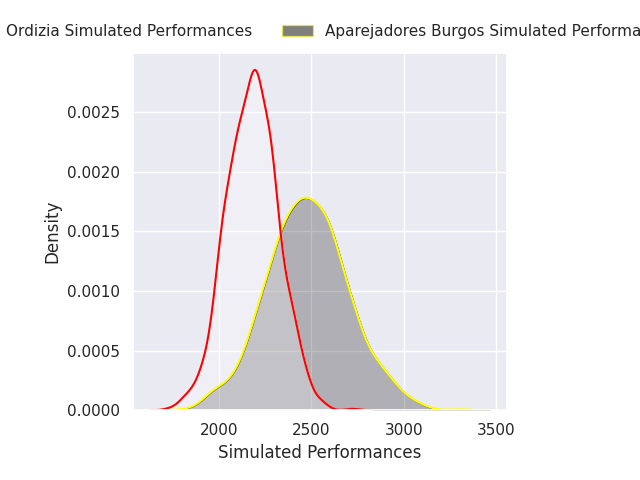 Ordizia Simulated Performances
Aparejadores Burgos Simulated Performa
0.0025
0.0020
0.0015
0.0010
0.0005
0.0000
Density
2000
2500
3000
3500
Simulated Performances